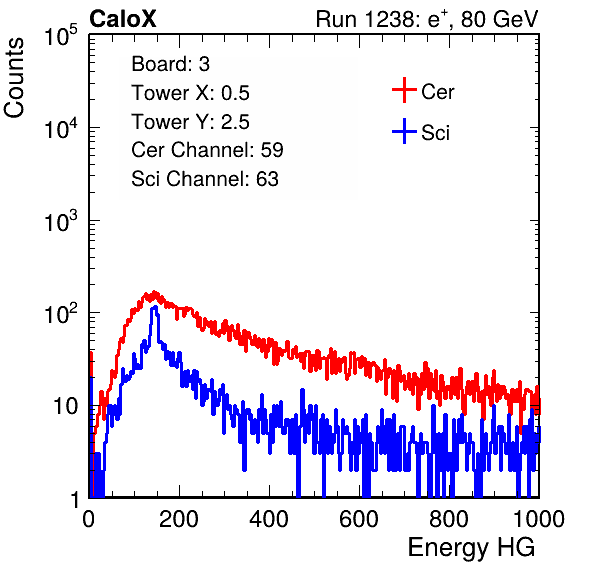 CaloX Run 1238: e⁺, 80 GeV
Counts
Board: 3
Tower X: 0.5
Tower Y: 2.5
Cer Channel: 59
Sci Channel: 63
Cer
Sci
10⁵
10⁴
10³
10²
10
1
0 200 400 600 800 1000
Energy HG